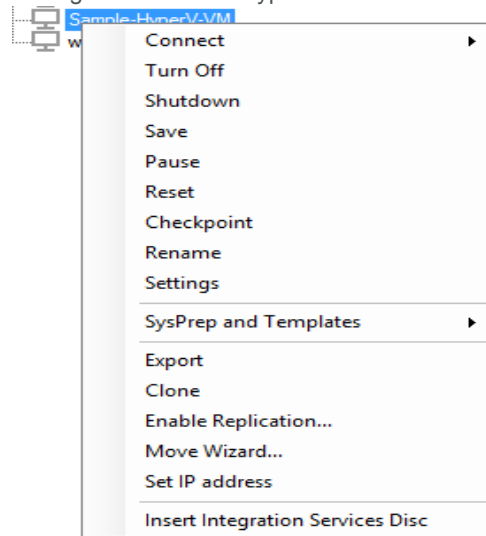 Sample-HyperV-VM
w
Connect
Turn Off
Shutdown
Save
Pause
Reset
Checkpoint
Rename
Settings
SysPrep and Templates
Export
Clone
Enable Replication...
Move Wizard...
Set IP address
Insert Integration Services Disc